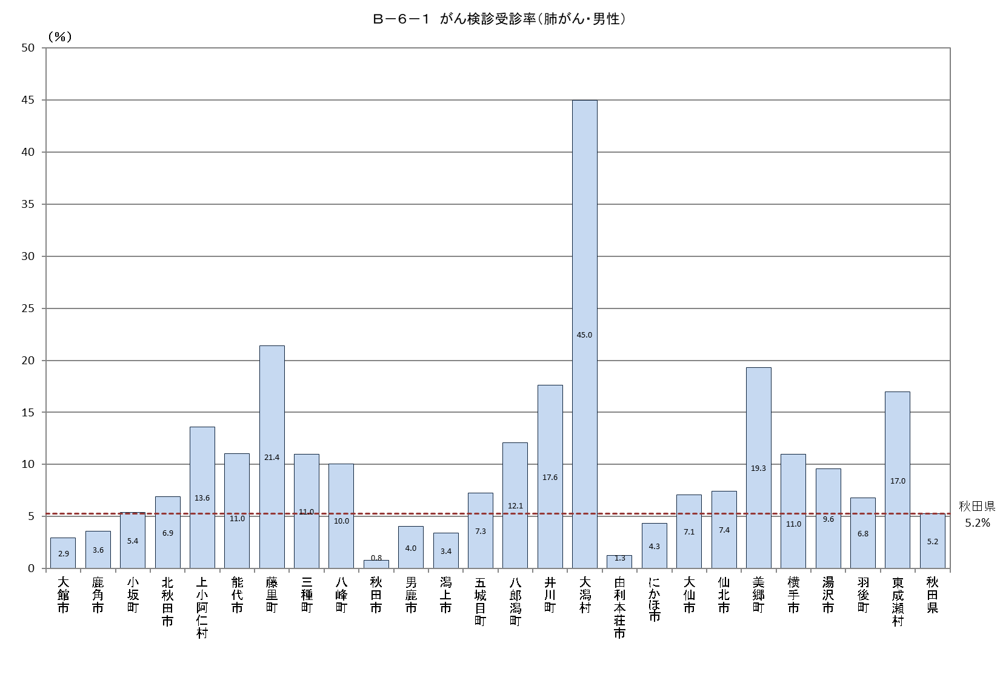 B－6－1　がん検診受診率（肺がん・男性）
（％）
50
45
40
35
30
25
20
15
10
5
0
2.9
3.6
5.4
6.9
13.6
11.0
21.4
11.0
10.0
0.8
4.0
3.4
7.3
12.1
17.6
45.0
1.3
4.3
7.1
7.4
19.3
11.0
9.6
6.8
17.0
5.2
秋田県
5.2%
大館市
鹿角市
小坂町
北秋田市
上小阿仁村
能代市
藤里町
三種町
八峰町
秋田市
男鹿市
潟上市
五城目町
八郎潟町
井川町
大潟村
由利本荘市
にかほ市
大仙市
仙北市
美郷町
横手市
湯沢市
羽後町
東成瀬村
秋田県